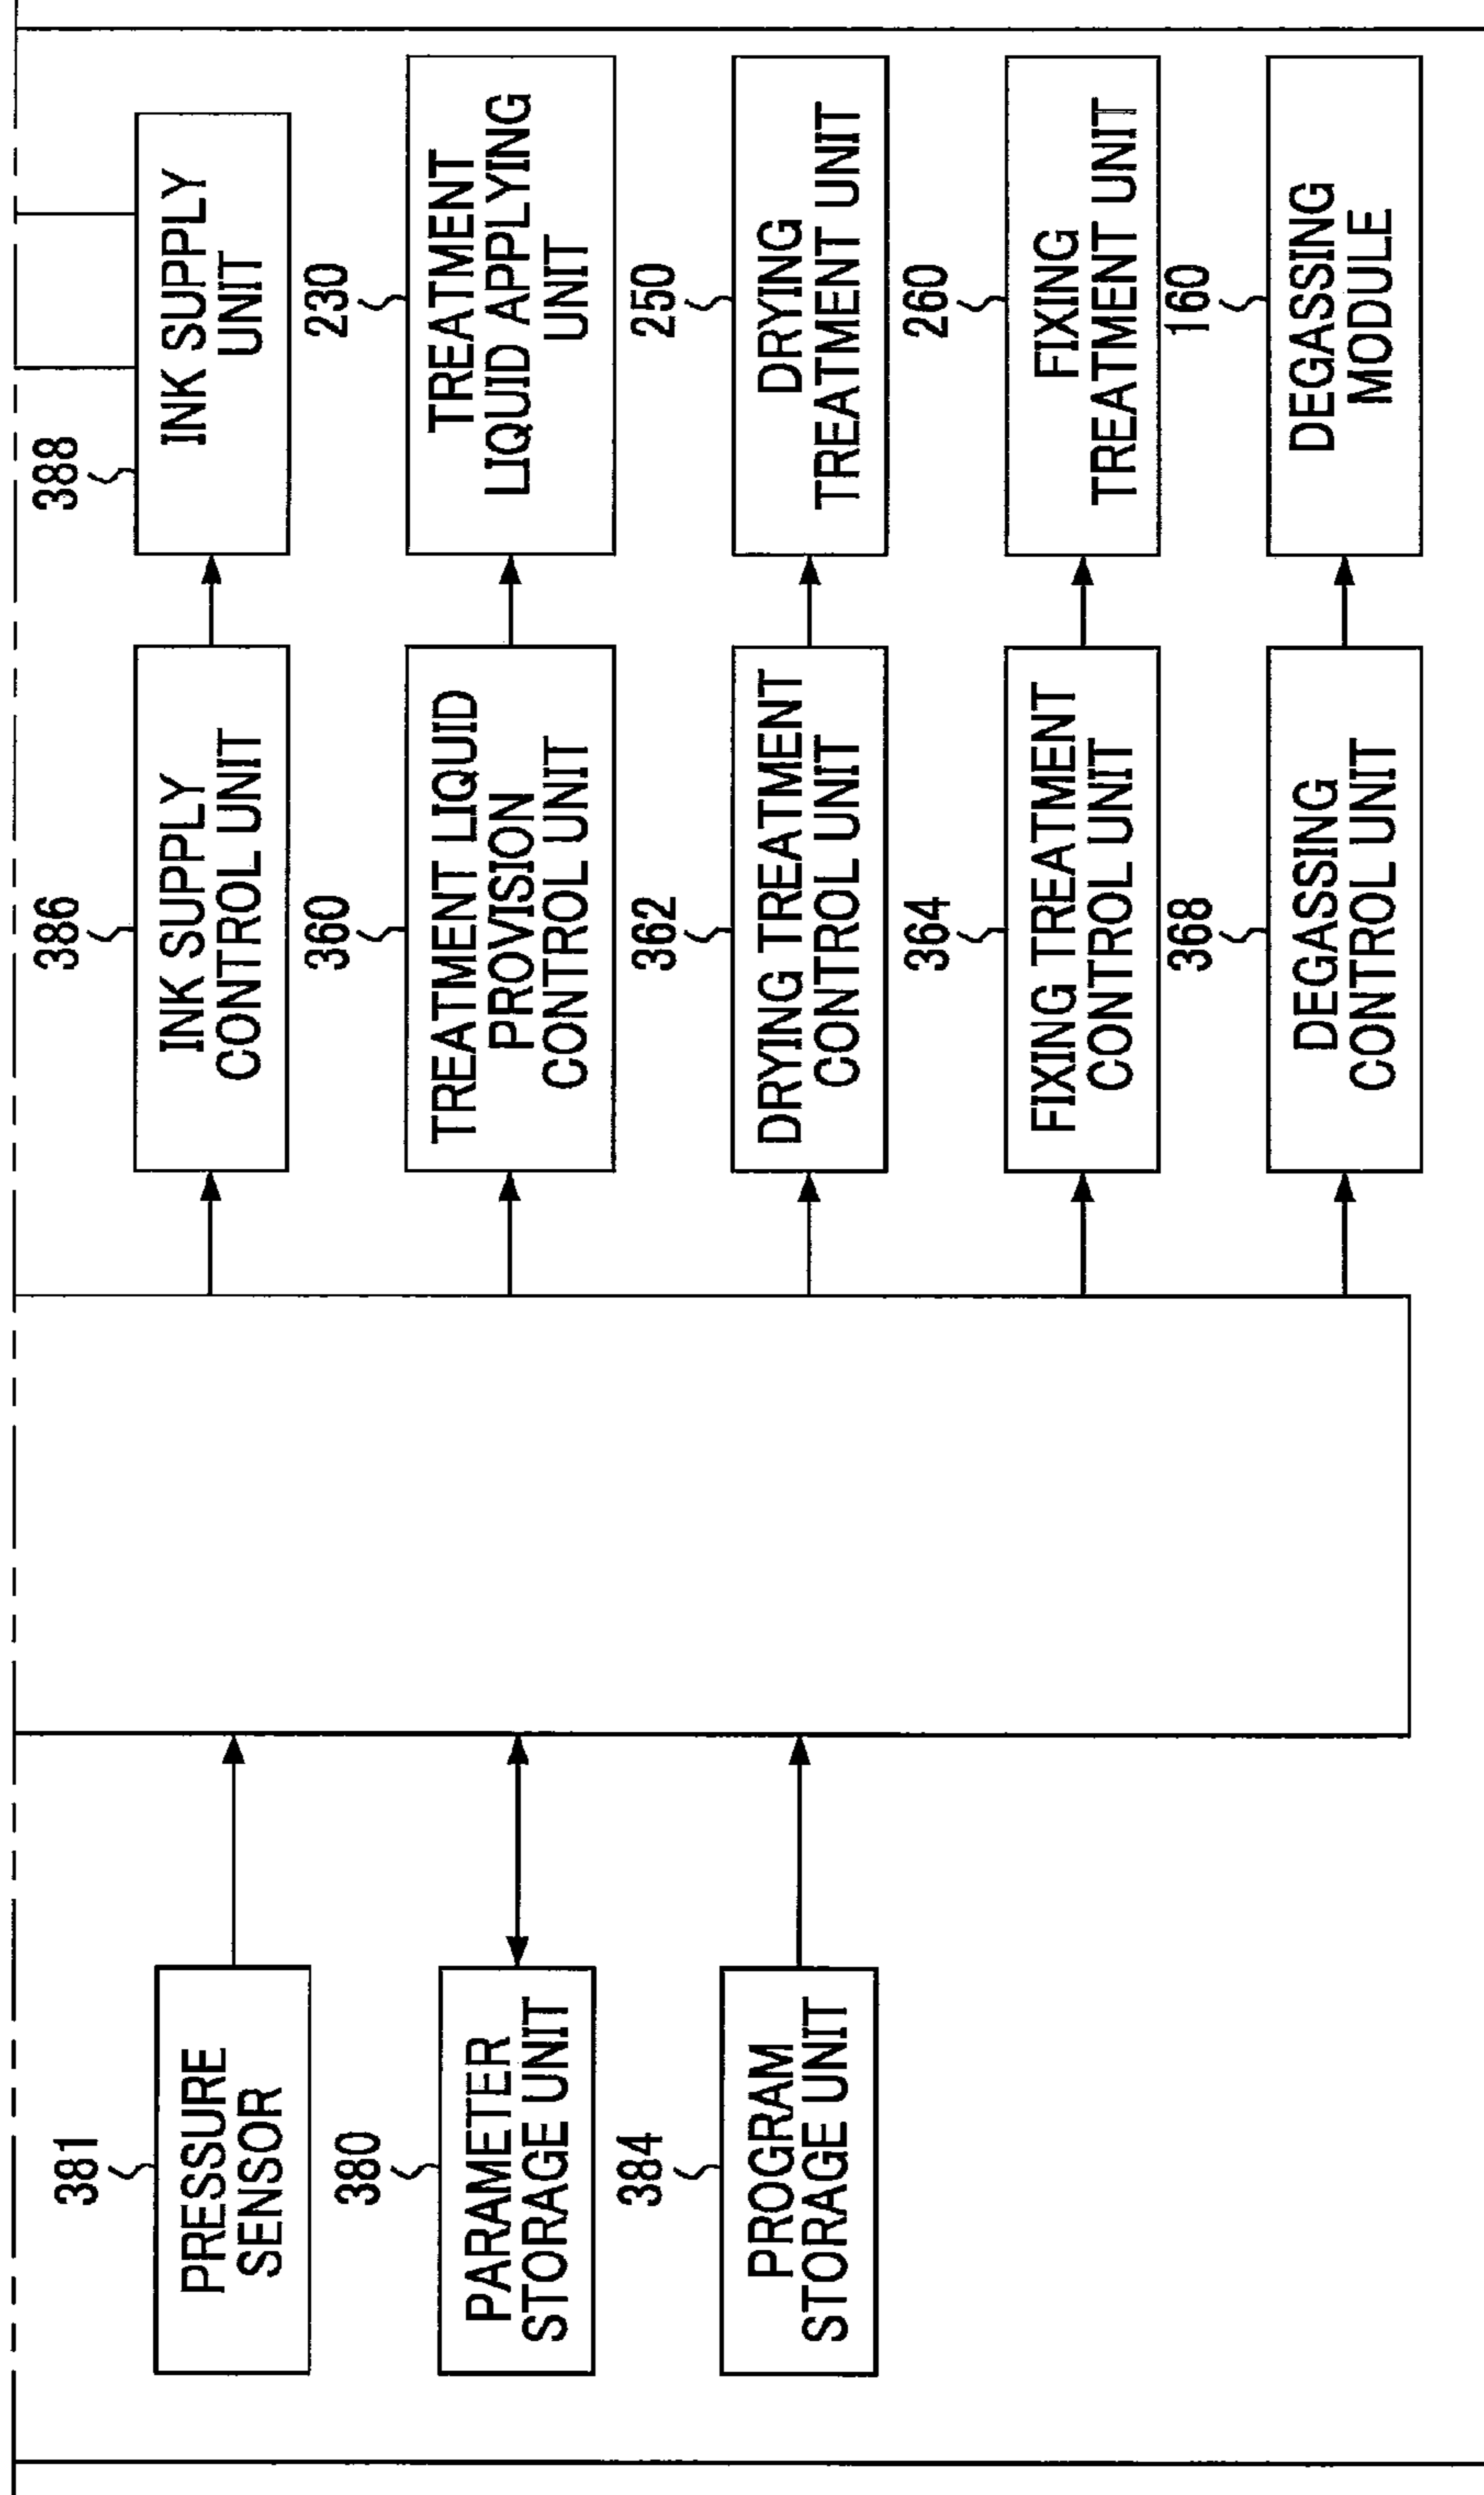 381
PRESSURE
SENSOR
380
PARAMETER
STORAGE UNIT
384
PROGRAM
STORAGE UNIT
386
INK SUPPLY
CONTROL UNIT
388
INK SUPPLY
UNIT
360
TREATMENT LIQUID
PROVISION
CONTROL UNIT
230
TREATMENT
LIQUID APPLYING
UNIT
362
DRYING TREATMENT
CONTROL UNIT
250
DRYING
TREATMENT UNIT
364
FIXING TREATMENT
CONTROL UNIT
260
FIXING
TREATMENT UNIT
368
DEGASSING
CONTROL UNIT
160
DEGASSING
MODULE